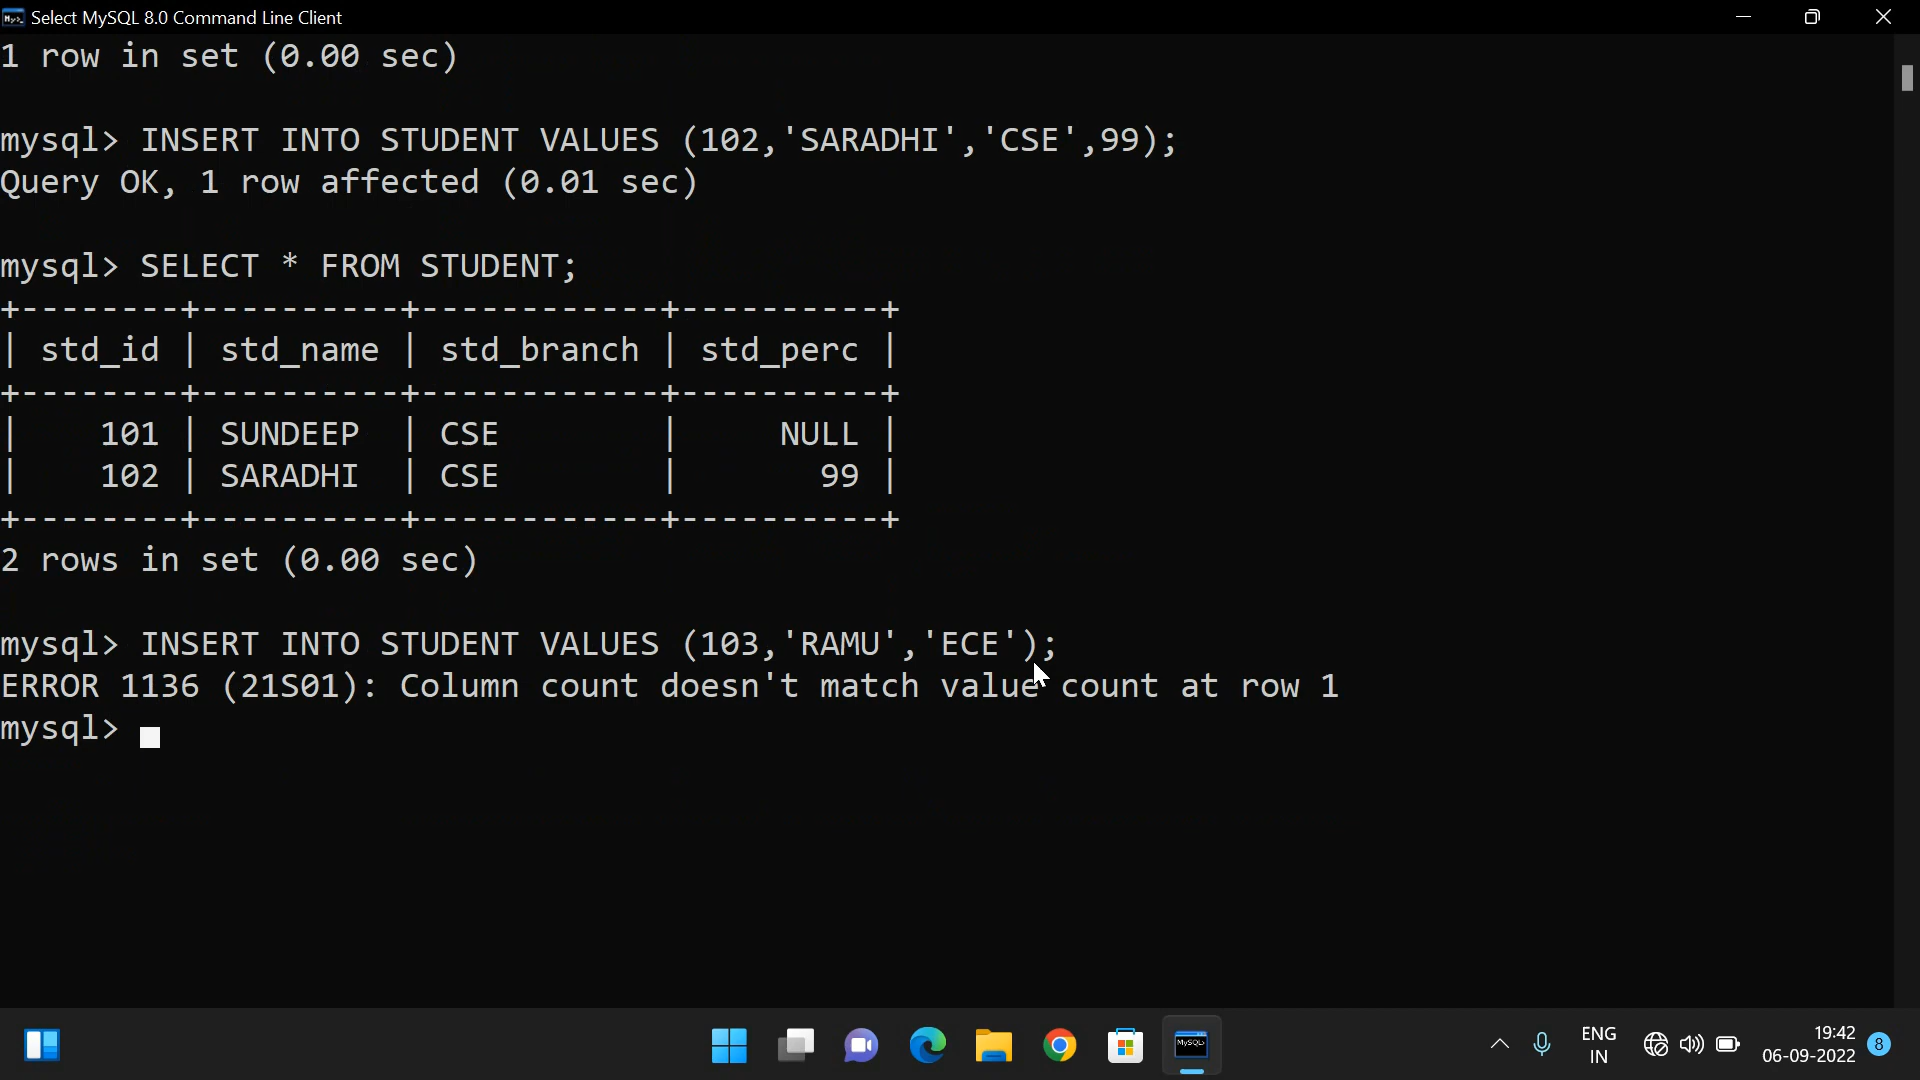 Select MySQL 8.0 Command Line Client
1 row in set (0.00 sec)
mysql> INSERT INTO STUDENT VALUES (102,'SARADHI','CSE',99);
Query OK, 1 row affected (0.01 sec)
mysql> SELECT * FROM STUDENT;
+--------+----------+------------+----------+
| std_id | std_name | std_branch | std_perc |
+--------+----------+------------+----------+
|    101 | SUNDEEP  | CSE        |     NULL |
|    102 | SARADHI  | CSE        |       99 |
+--------+----------+------------+----------+
2 rows in set (0.00 sec)
mysql> INSERT INTO STUDENT VALUES (103,'RAMU','ECE');
ERROR 1136 (21S01): Column count doesn't match value count at row 1
mysql>
MySQL>
ENG
IN
19:42
06-09-2022
8